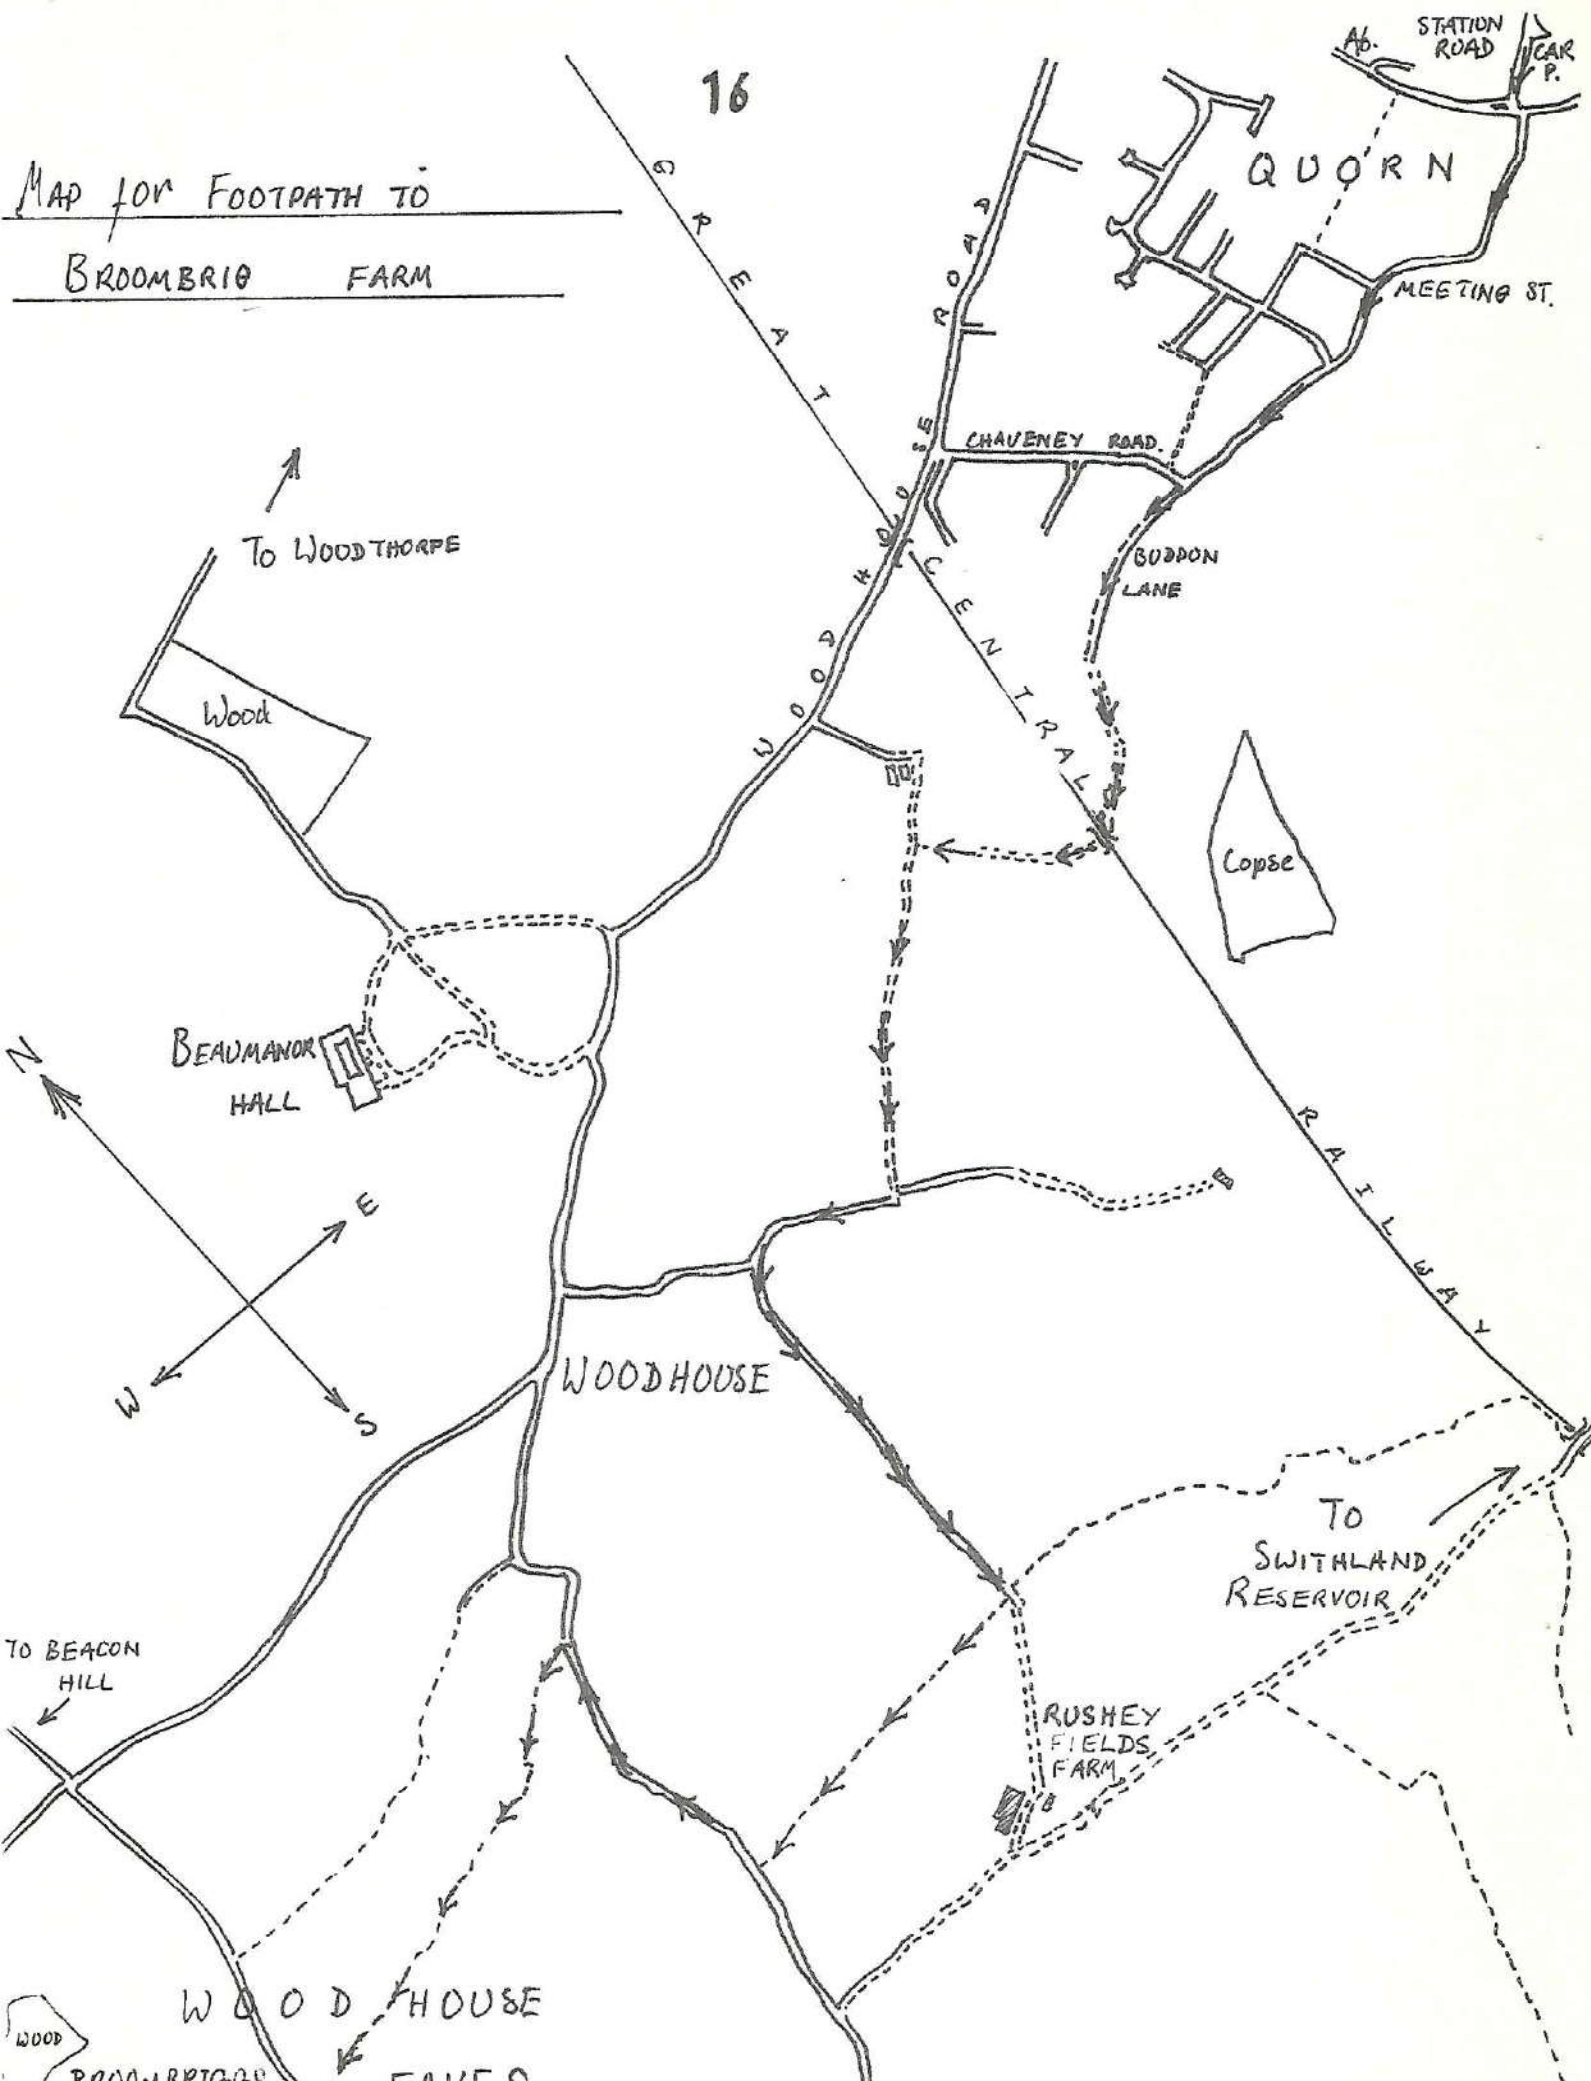 16
MAP for FOOTPATH TO
BROOMBRIG FARM
STATION
ROAD
A6.
CAR
P.
QUORN
MEETING ST.
GREAT CENTRAL RAILWAY
WOODHOUSE ROAD
CHAVENEY ROAD.
BUDDON
LANE
TO WOODTHORPE
Wood
Copse
BEAUMANOR
HALL
N
E
W
S
WOODHOUSE
TO
SWITHLAND
RESERVOIR
TO BEACON
HILL
RUSHEY
FIELDS
FARM
WOODHOUSE
WOOD